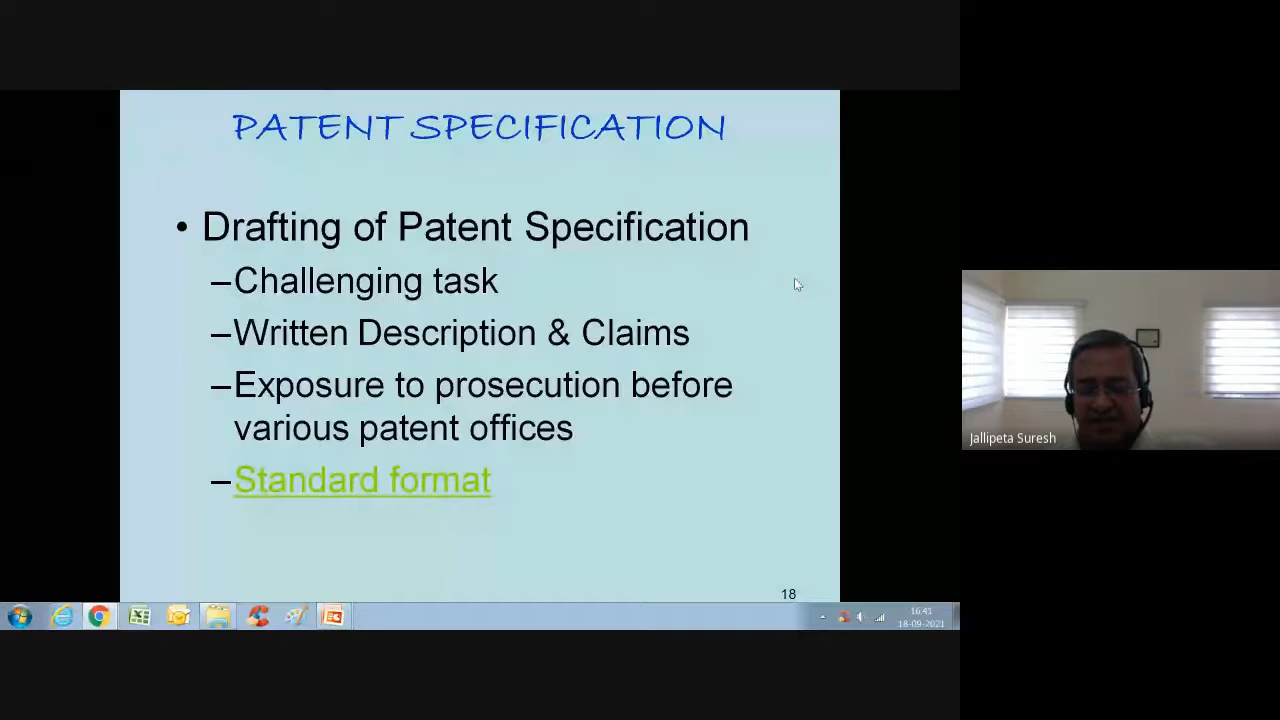 PATENT SPECIFICATION
• Drafting of Patent Specification
–Challenging task
–Written Description & Claims
–Exposure to prosecution before
various patent offices
–Standard format
18
Jallipeta Suresh
16:41
18-09-2021